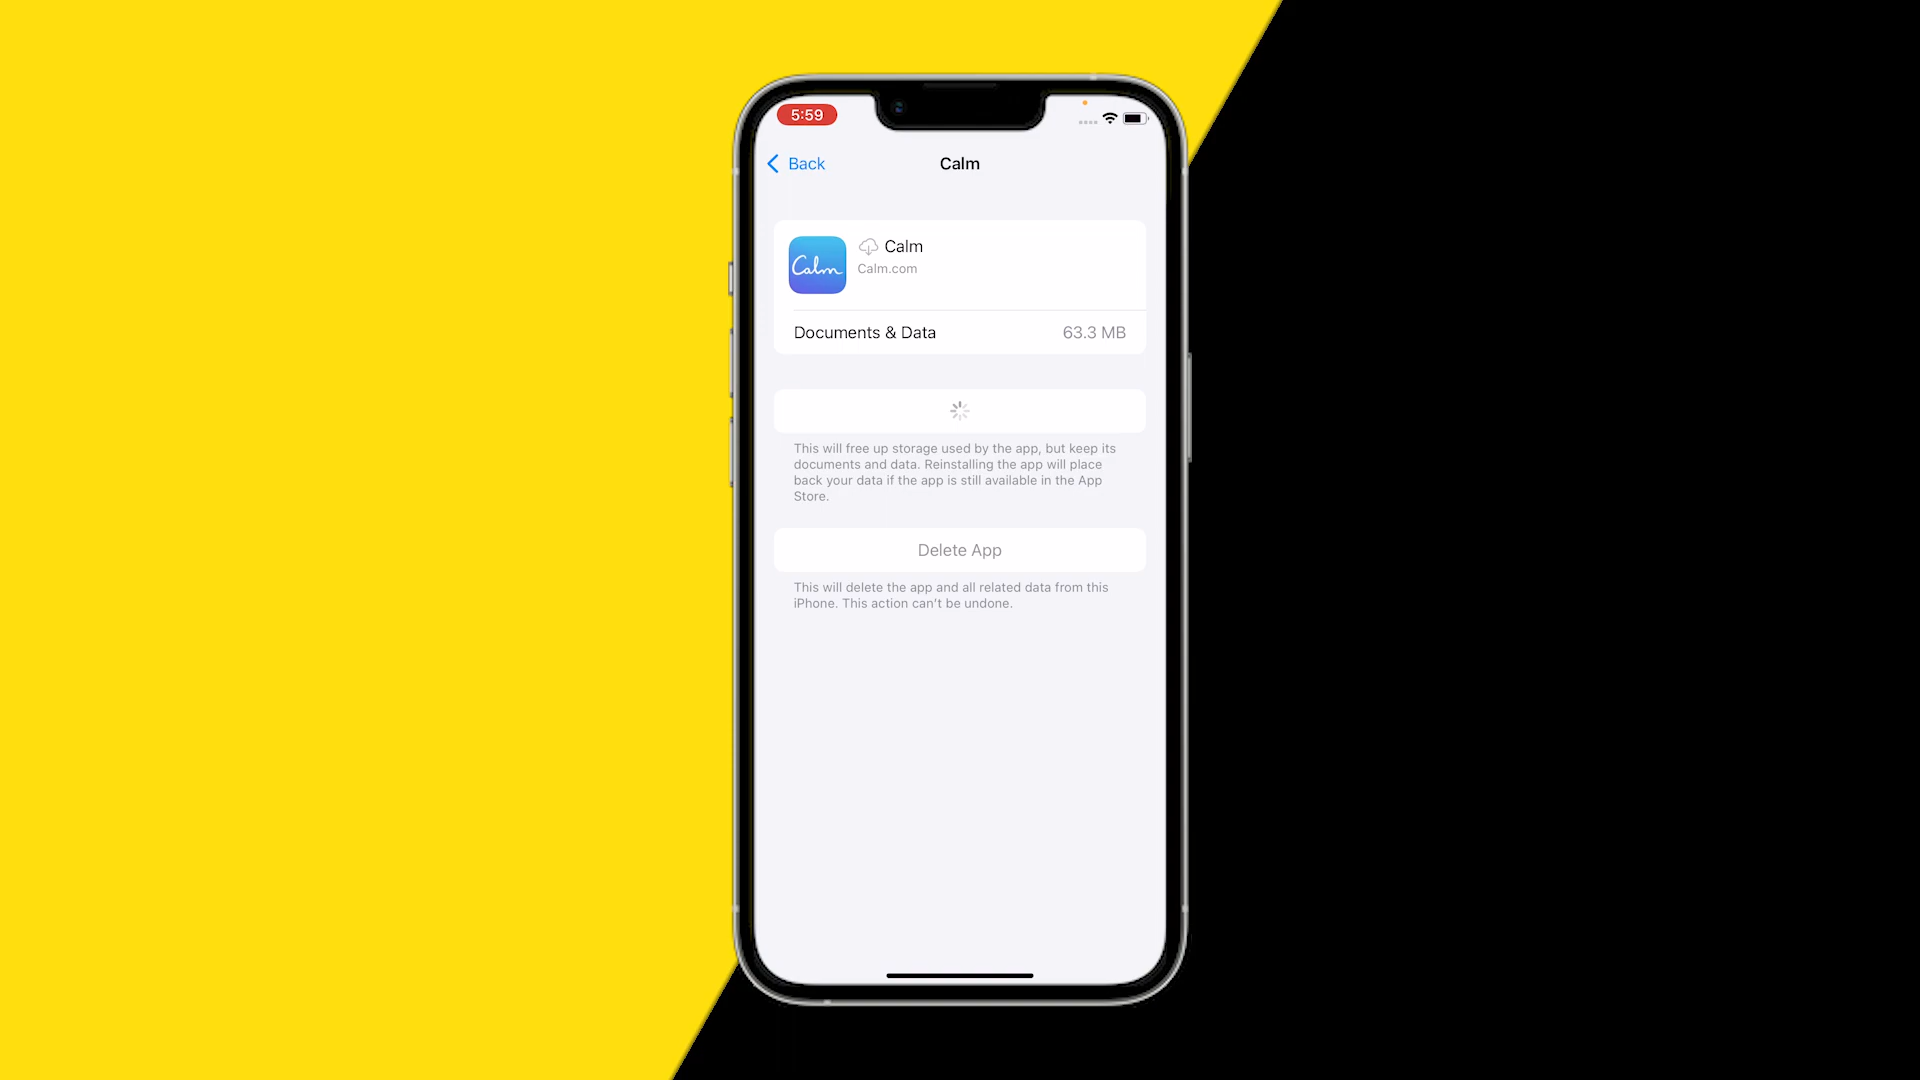 5:59
Back
Calm
Calm
Calm
Calm.com
Documents & Data
63.3 MB
This will free up storage used by the app, but keep its
documents and data. Reinstalling the app will place
back your data if the app is still available in the App
Store.
Delete App
This will delete the app and all related data from this
iPhone. This action can't be undone.